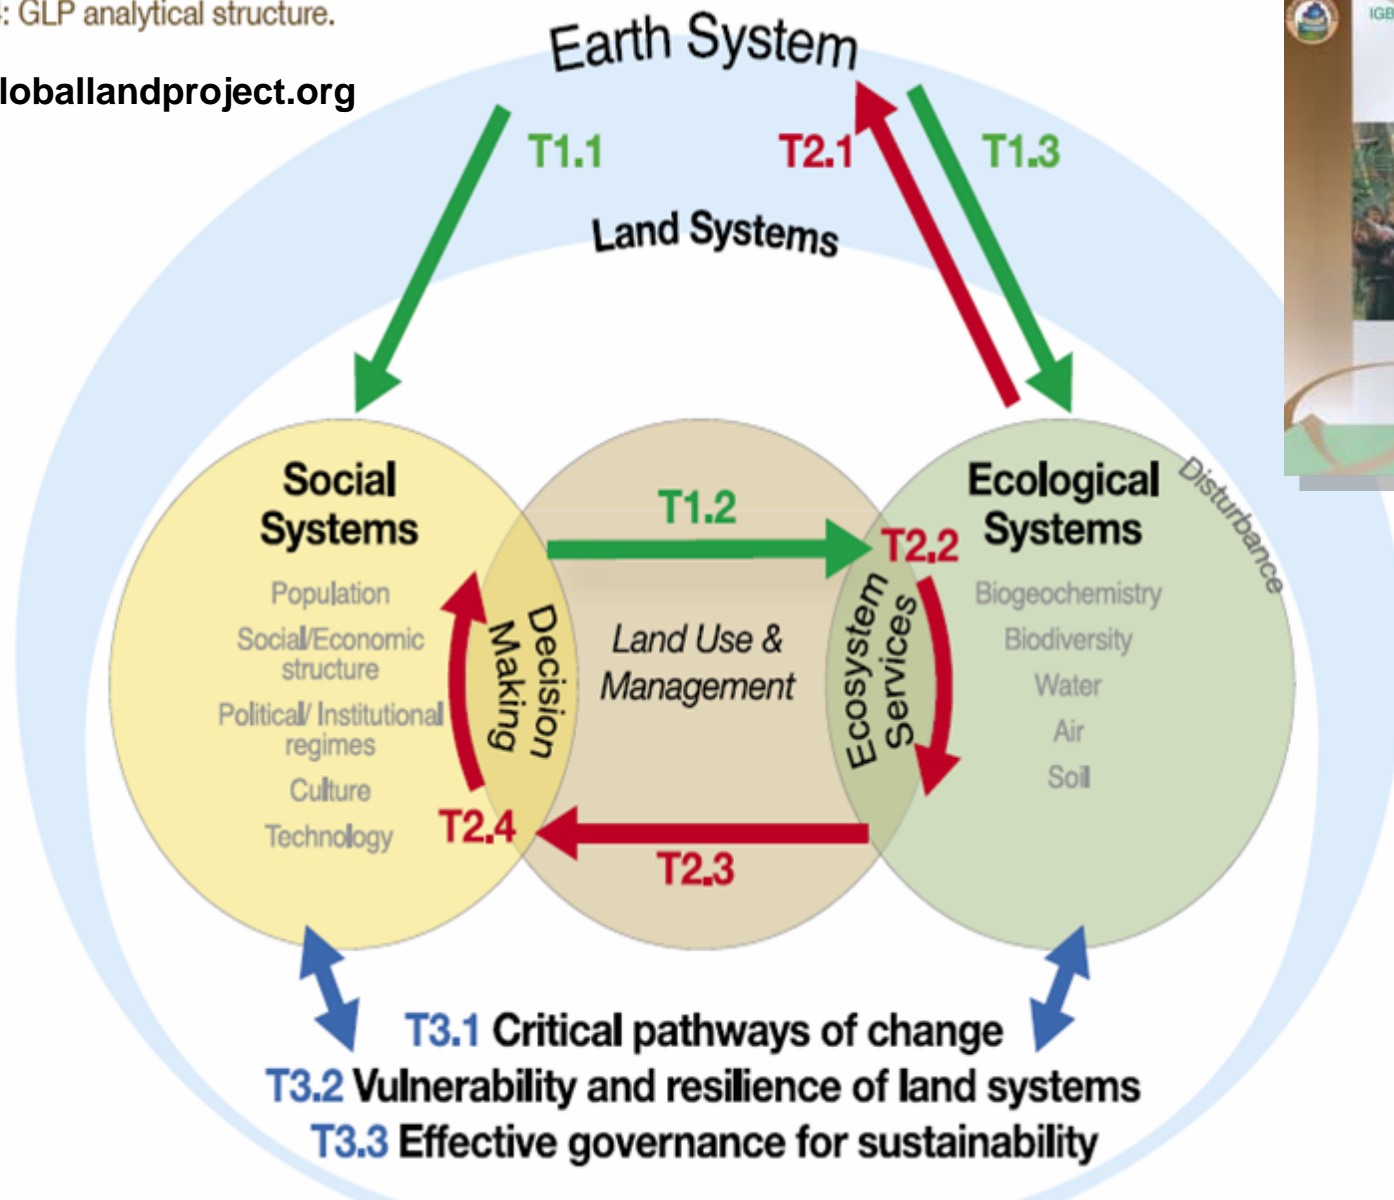 : GLP analytical structure.
loballandproject.org
IGB
Earth System
T1.1
T2.1
T1.3
Land Systems
Social
Systems
Population
Social/Economic
structure
Political/ Institutional
regimes
Culture
Technology
Decision
Making
T2.4
T1.2
Land Use &
Management
T2.3
T2.2
Ecosystem
Services
Ecological
Systems
Biogeochemistry
Biodiversity
Water
Air
Soil
Disturbance
T3.1 Critical pathways of change
T3.2 Vulnerability and resilience of land systems
T3.3 Effective governance for sustainability